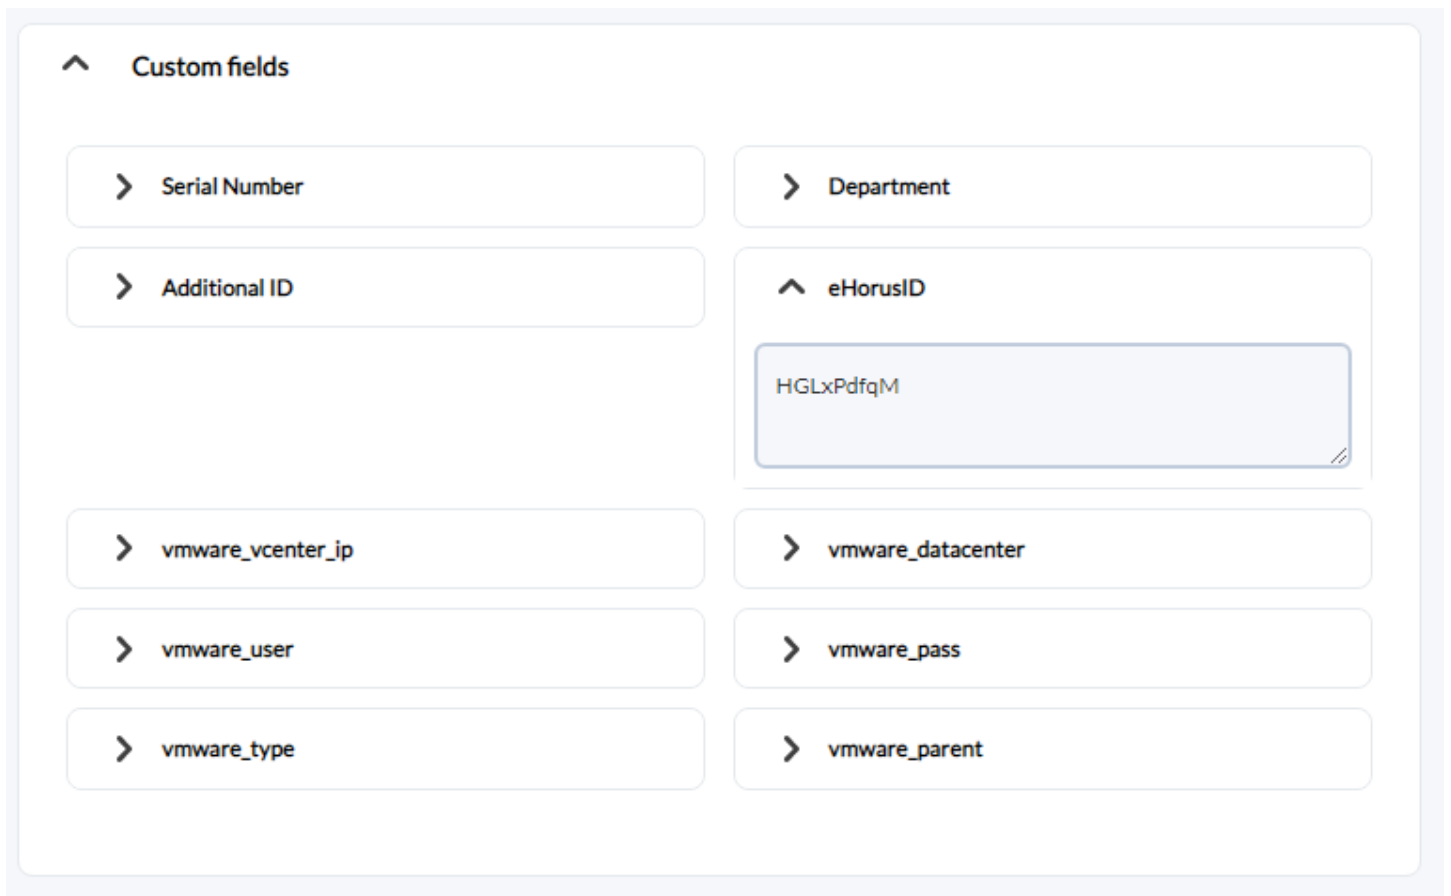 Custom fields
Serial Number
Department
Additional ID
eHorusID
HGLxPdfqM
vmware_vcenter_ip
vmware_datacenter
vmware_user
vmware_pass
vmware_type
vmware_parent